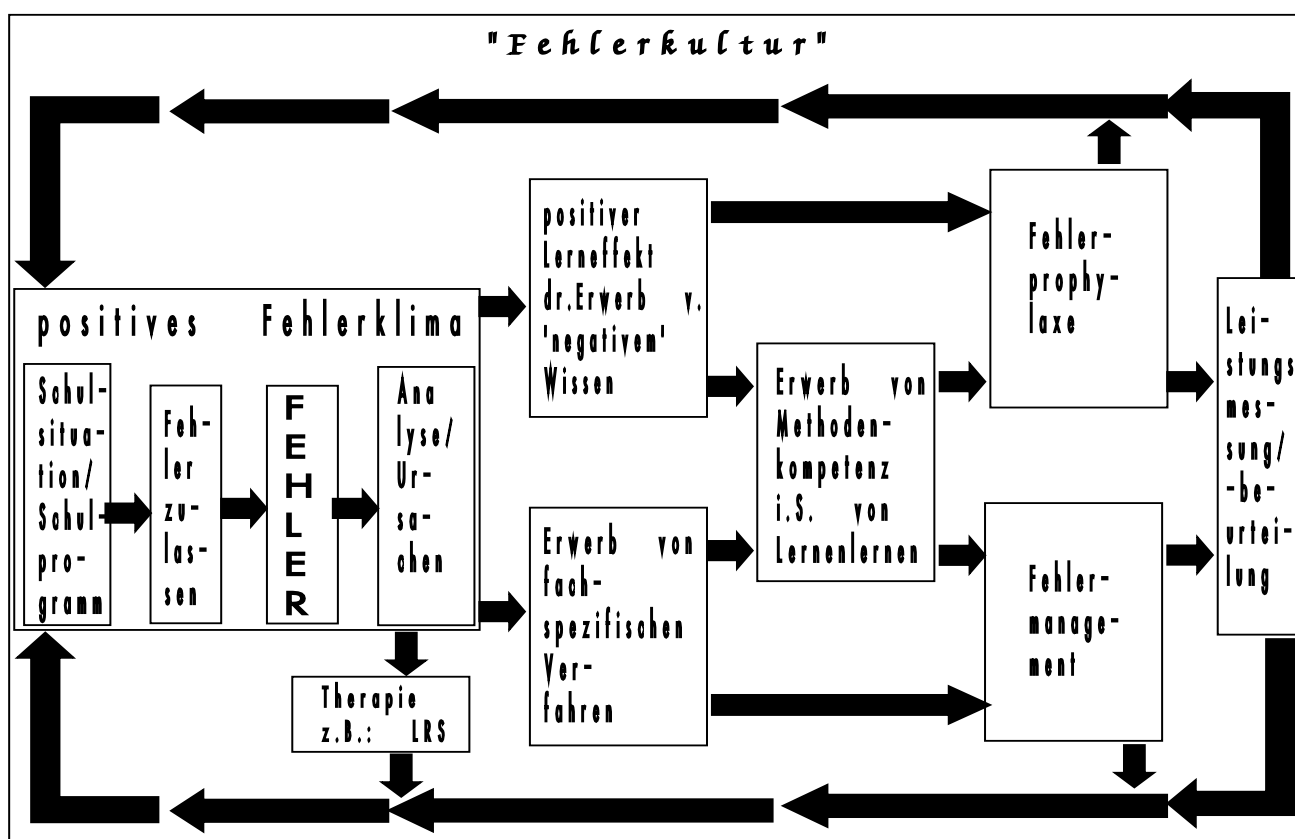 "Fehlerkultur"
positives Fehlerklima
Schul-
situa-
tion/
Schul-
pro-
gramm
Feh-
ler
zu-
las-
sen
F
E
H
L
E
R
Ana
lyse/
Ur-
sa-
chen
Therapie
z.B.: LRS
positiver
Lerneffekt
dr.Erwerb v.
'negativem'
Wissen
Erwerb von
fach-
spezifischen
Ver-
fahren
Erwerb von
Methoden-
kompetenz
i.S. von
Lernenlernen
Fehler-
prophy-
laxe
Fehler-
manage-
ment
Lei-
stungs
mes-
sung/
-be-
urtei-
lung